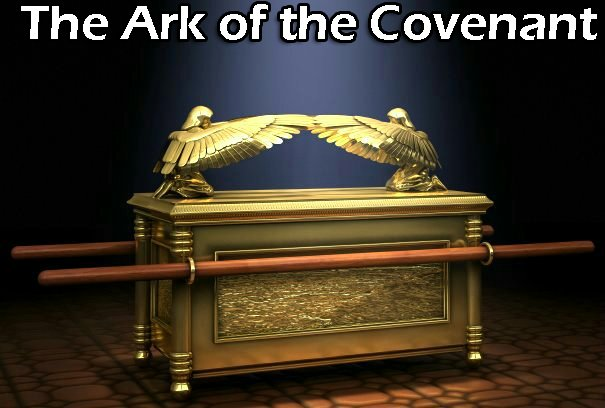 The Ark of the Covenant